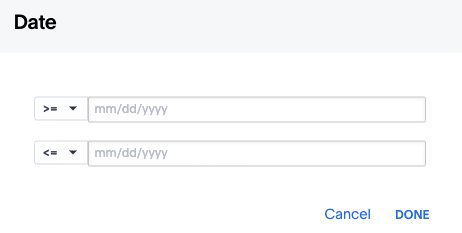 Date
>= mm/dd/yyyy
<= mm/dd/yyyy
Cancel DONE